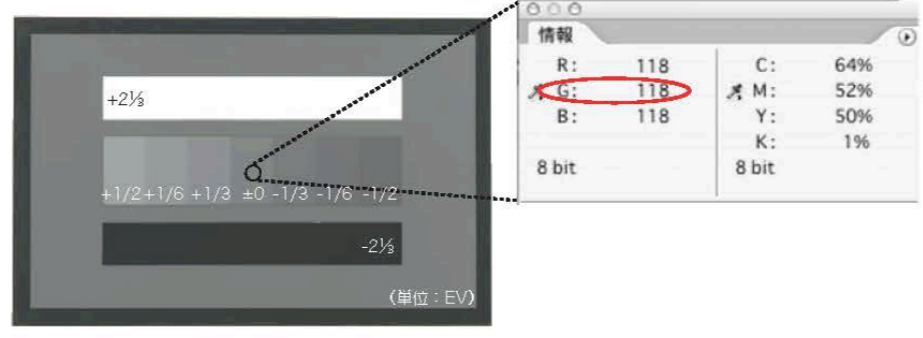 +2⅓
+1/2+1/6 +1/3 ±0 -1/3 -1/6 -1/2
-2⅓
(単位：EV)
情報
R: 118
G: 118
B: 118
8 bit
C: 64%
M: 52%
Y: 50%
K: 1%
8 bit